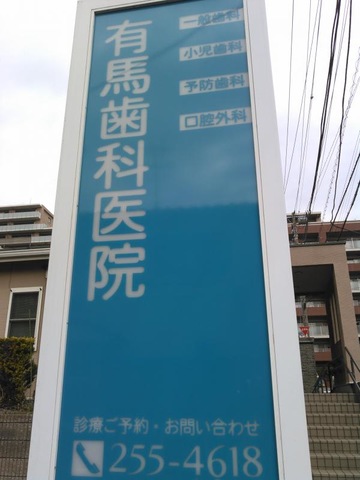 有馬歯科医院
一般歯科
小児歯科
予防歯科
口腔外科
診療ご予約・お問い合わせ
255-4618